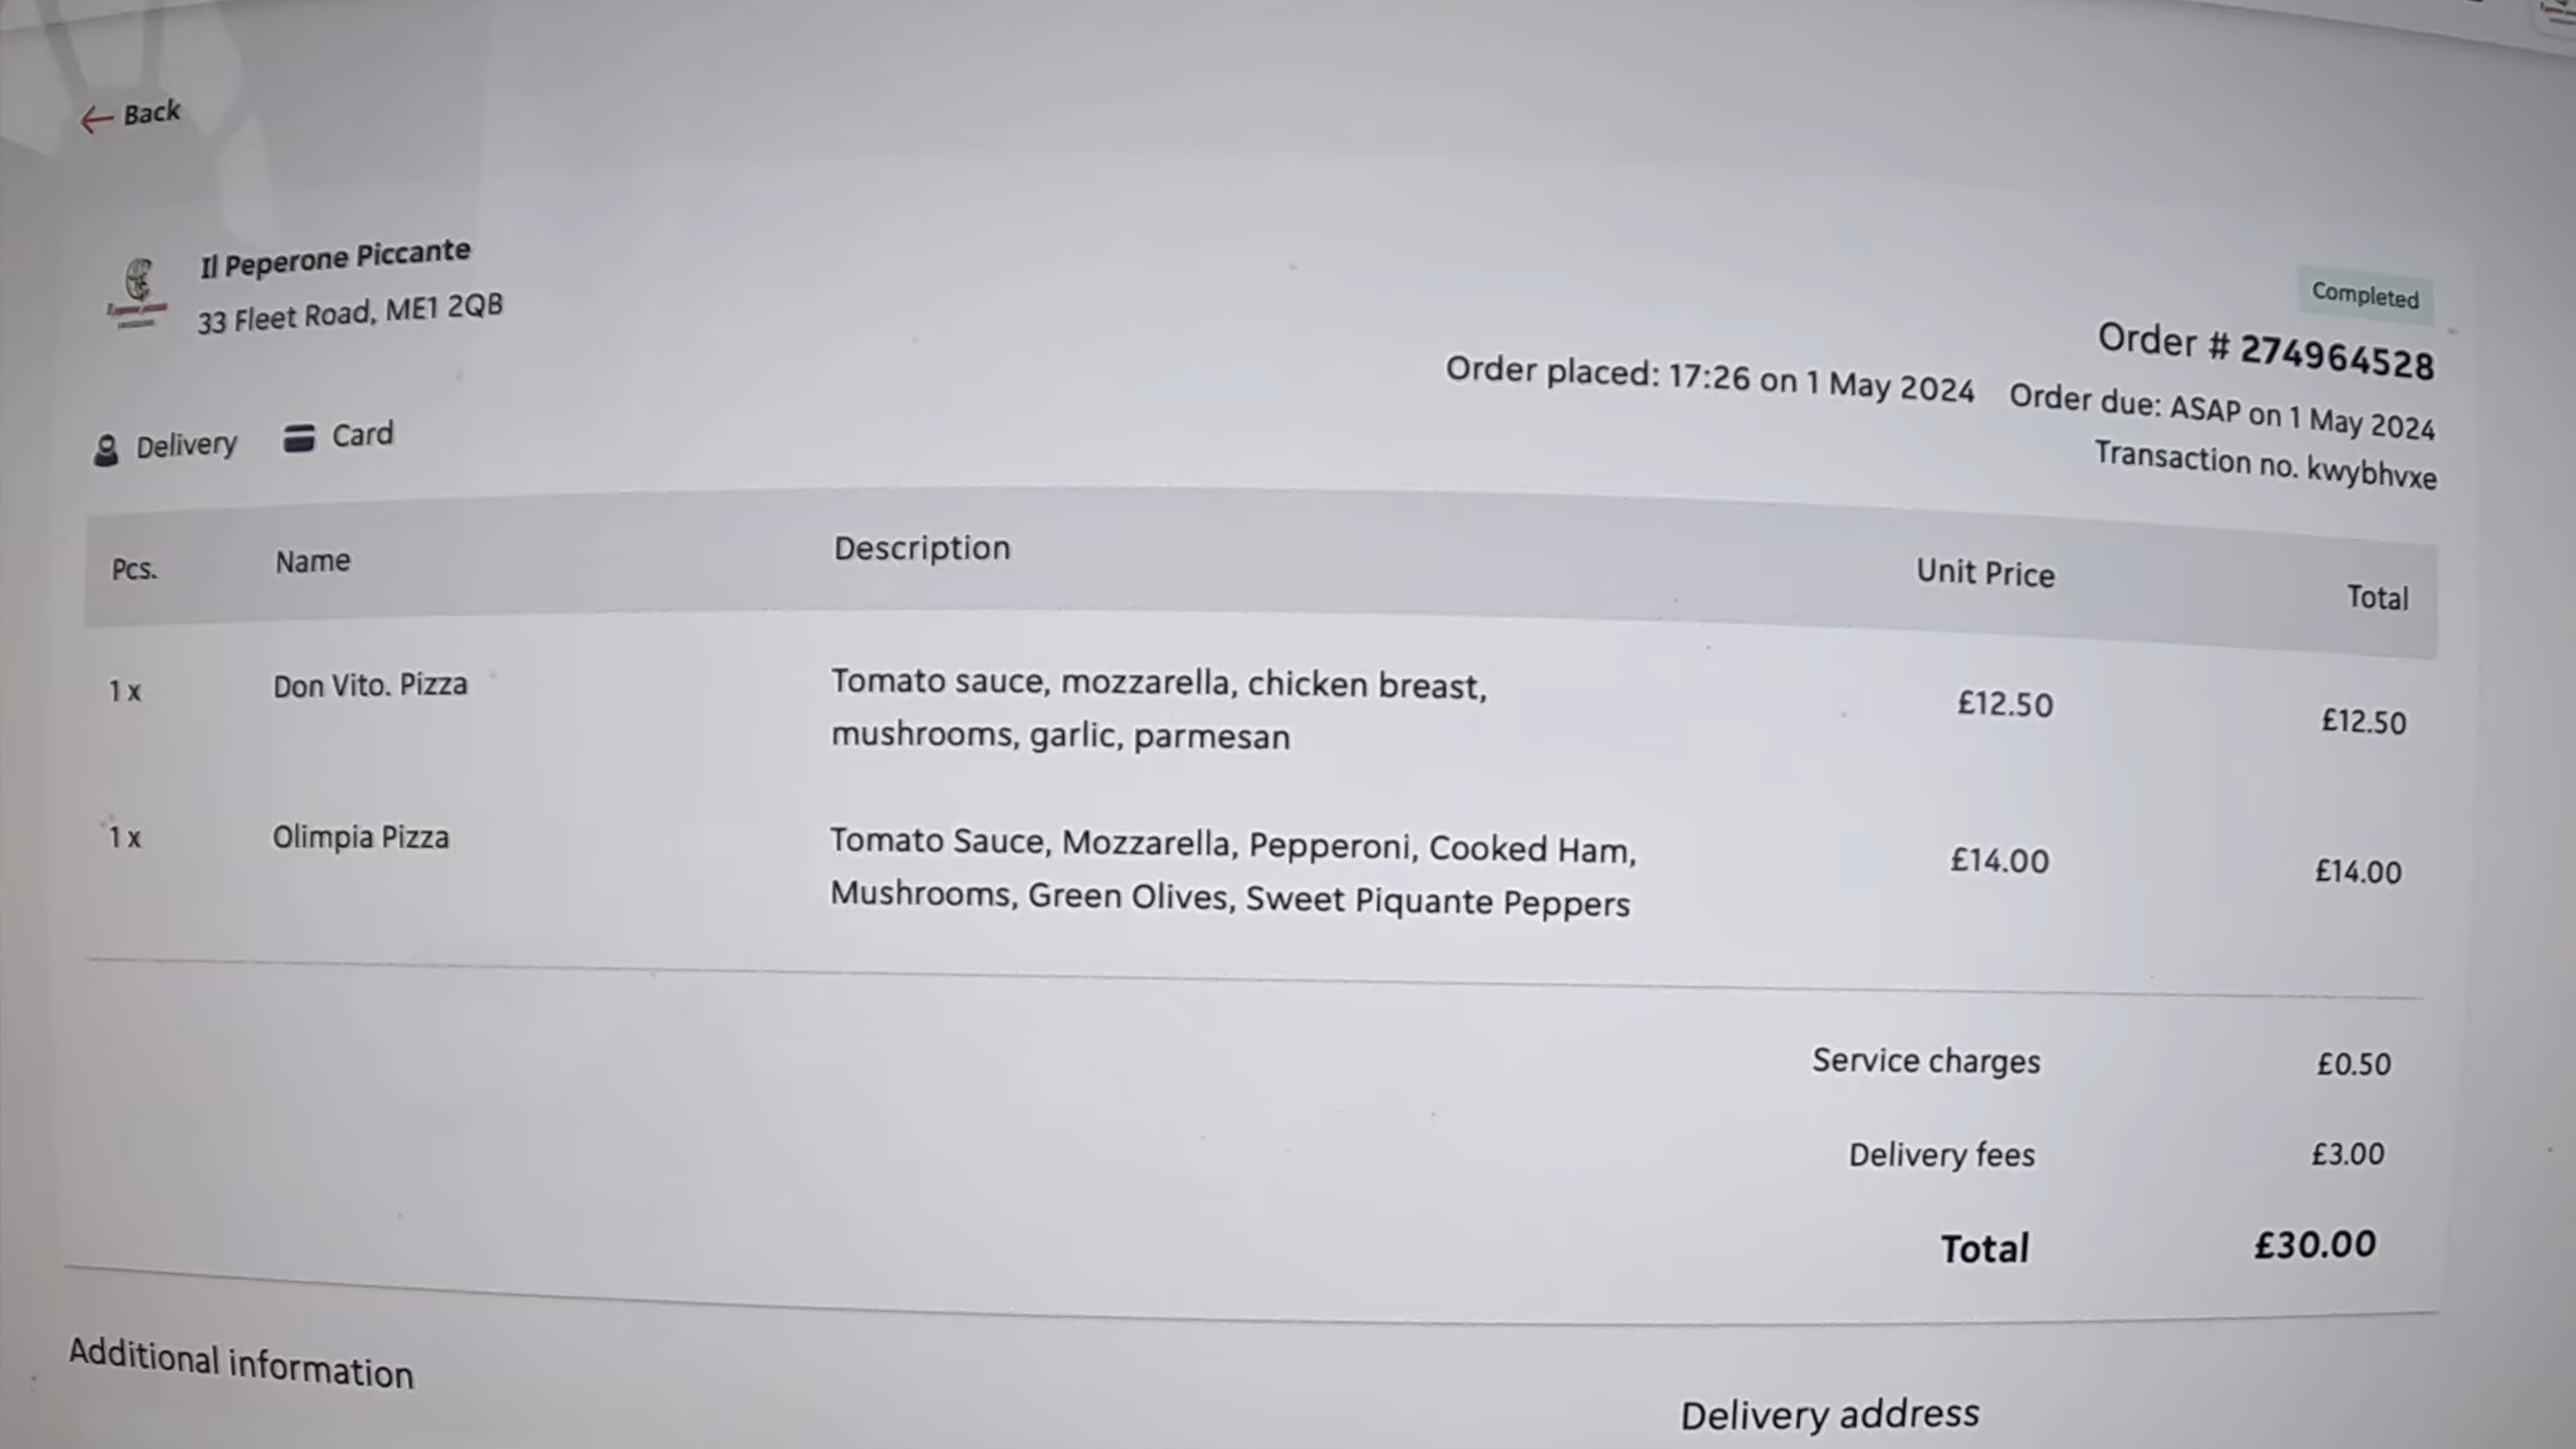 Back
Il Peperone Piccante
33 Fleet Road, ME1 2QB
Completed
Order # 274964528
Order placed: 17:26 on 1 May 2024 Order due: ASAP on 1 May 2024
Transaction no. kwybhvxe
Delivery Card
Pcs. Name Description Unit Price Total
1 x Don Vito. Pizza Tomato sauce, mozzarella, chicken breast, £12.50 £12.50
mushrooms, garlic, parmesan
1 x Olimpia Pizza Tomato Sauce, Mozzarella, Pepperoni, Cooked Ham, £14.00 £14.00
Mushrooms, Green Olives, Sweet Piquante Peppers
Service charges £0.50
Delivery fees £3.00
Total £30.00
Additional information
Delivery address